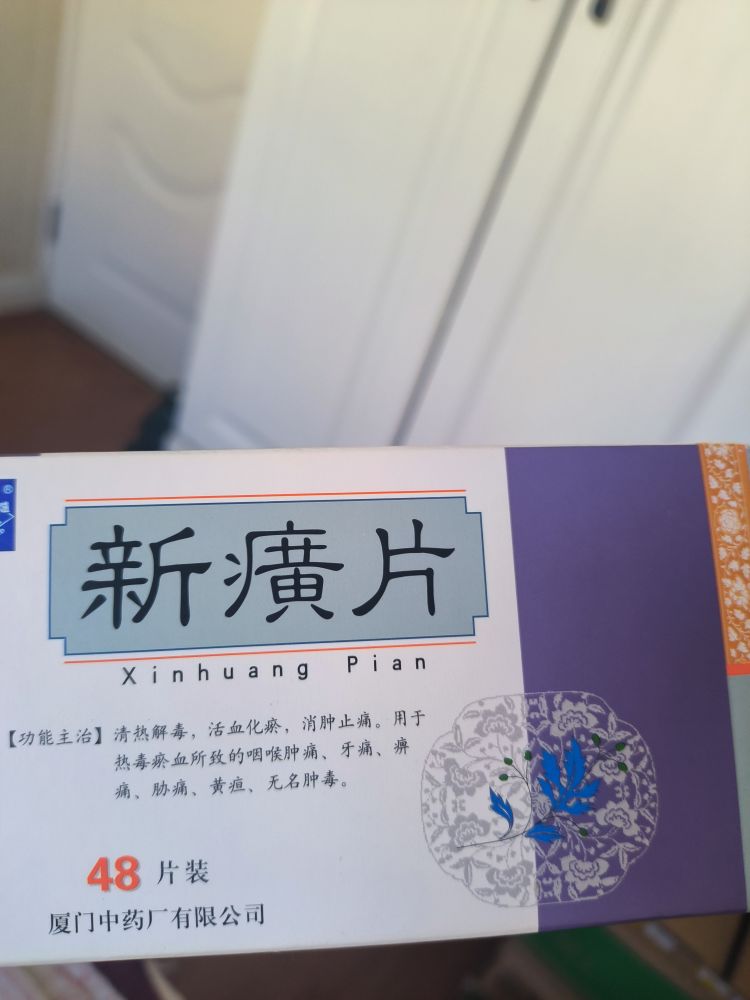 ®
新癀片
Xinhuang Pian
【功能主治】清热解毒，活血化瘀，消肿止痛。用于
热毒瘀血所致的咽喉肿痛、牙痛、痹
痛、胁痛、黄疸、无名肿毒。
48片装
厦门中药厂有限公司